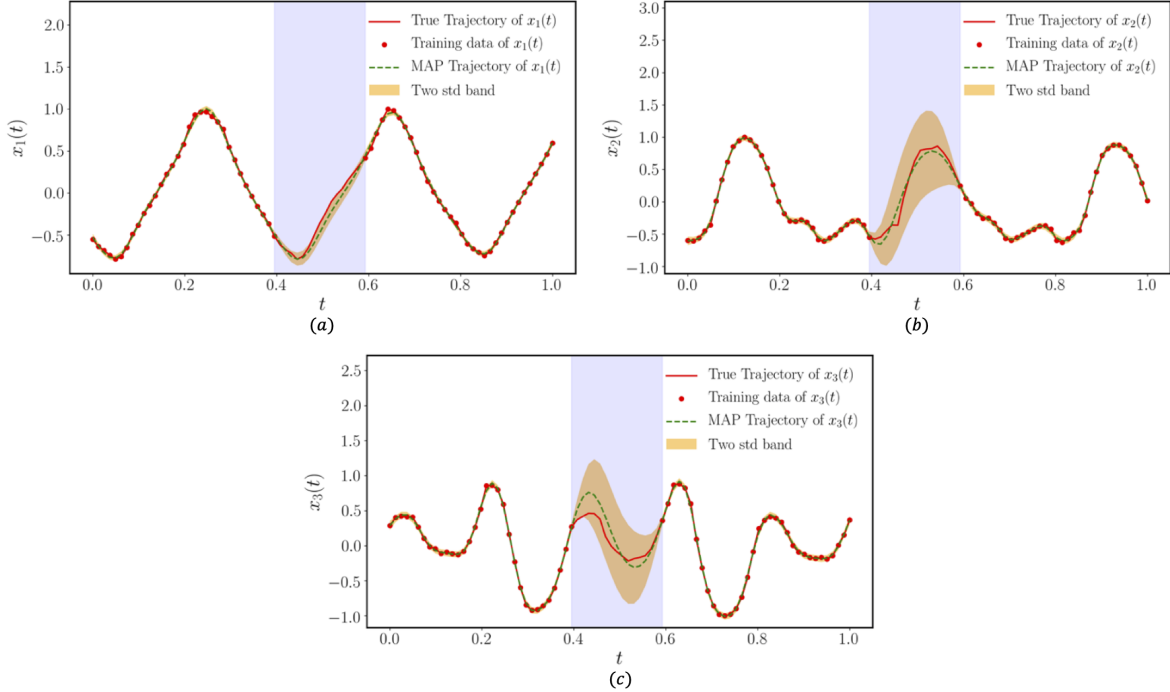 2.0
1.5
1.0
0.5
0.0
−0.5
x₁(t)
True Trajectory of x₁(t)
Training data of x₁(t)
MAP Trajectory of x₁(t)
Two std band
0.0 0.2 0.4 0.6 0.8 1.0
t
(a)
3.0
2.5
2.0
1.5
1.0
0.5
0.0
−0.5
−1.0
x₂(t)
True Trajectory of x₂(t)
Training data of x₂(t)
MAP Trajectory of x₂(t)
Two std band
0.0 0.2 0.4 0.6 0.8 1.0
t
(b)
2.5
2.0
1.5
1.0
0.5
0.0
−0.5
−1.0
x₃(t)
True Trajectory of x₃(t)
Training data of x₃(t)
MAP Trajectory of x₃(t)
Two std band
0.0 0.2 0.4 0.6 0.8 1.0
t
(c)